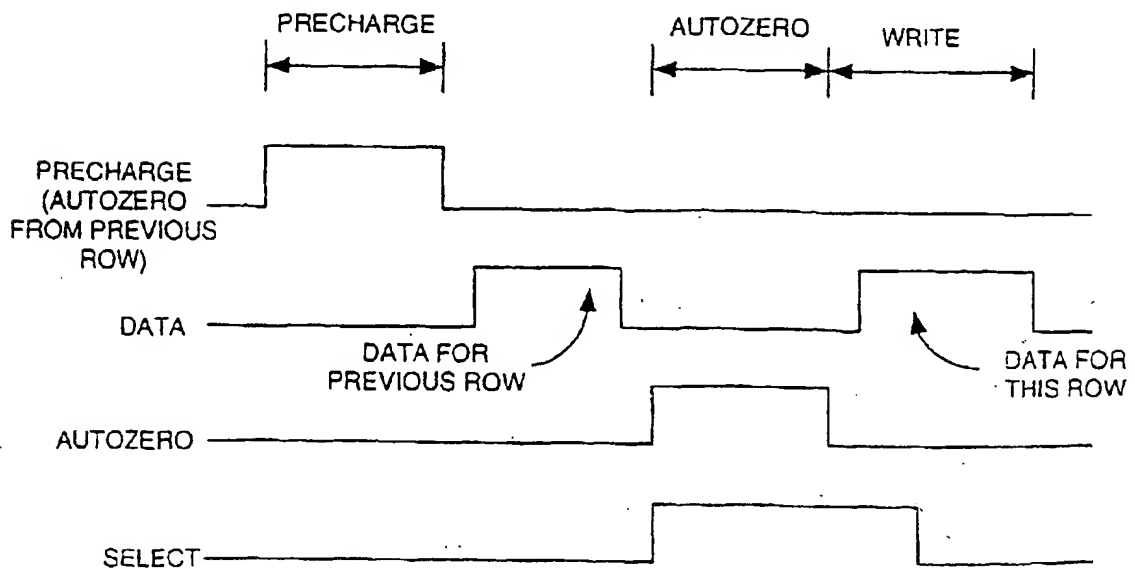 PRECHARGE
AUTOZERO
WRITE
PRECHARGE
(AUTOZERO
FROM PREVIOUS
ROW)
DATA
DATA FOR
PREVIOUS ROW
DATA FOR
THIS ROW
AUTOZERO
SELECT